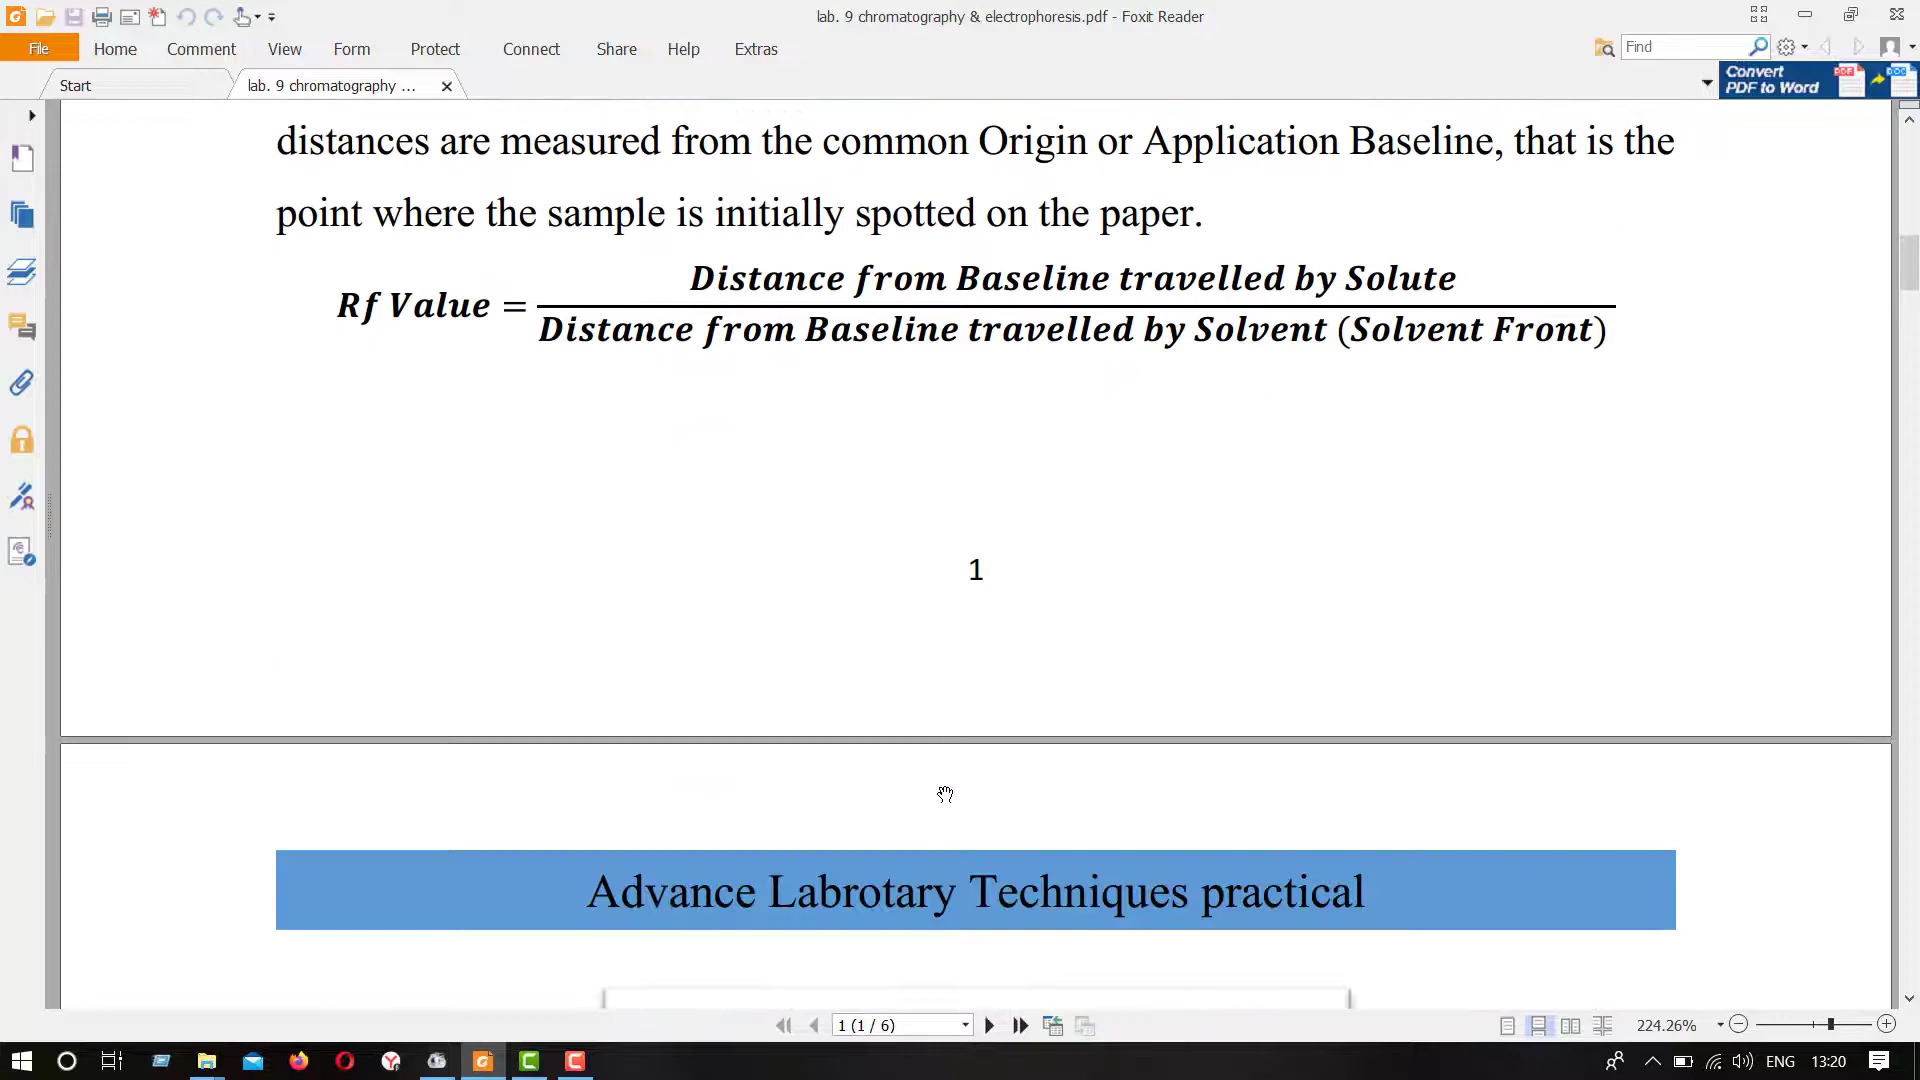 lab. 9 chromatography & electrophoresis.pdf - Foxit Reader
File Home Comment View Form Protect Connect Share Help Extras
Find
Start
lab. 9 chromatography ...
Convert
PDF to Word
PDF
DOC
distances are measured from the common Origin or Application Baseline, that is the
point where the sample is initially spotted on the paper.
Rf Value = Distance from Baseline travelled by Solute
Distance from Baseline travelled by Solvent (Solvent Front)
1
Advance Labrotary Techniques practical
1 (1 / 6)
224.26%
ENG
13:20